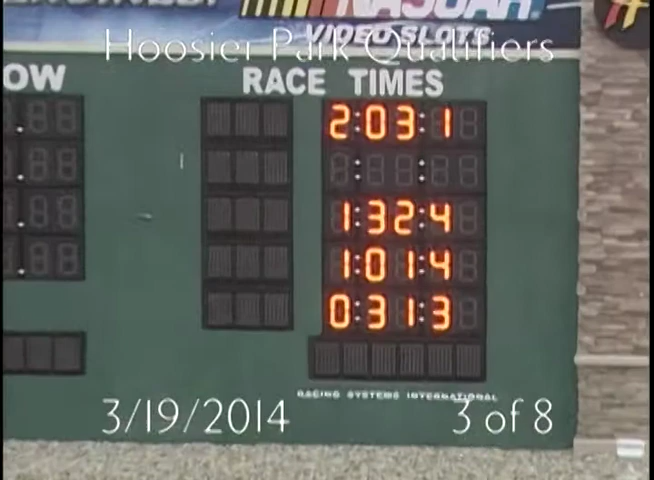 NASCAR
VIDEO SLOTS
Hoosier Park Qualifiers
OW
RACE TIMES
2:03:1
1:32:4
1:01:4
0:31:3
RACING SYSTEMS INTERNATIONAL
3/19/2014
3 of 8